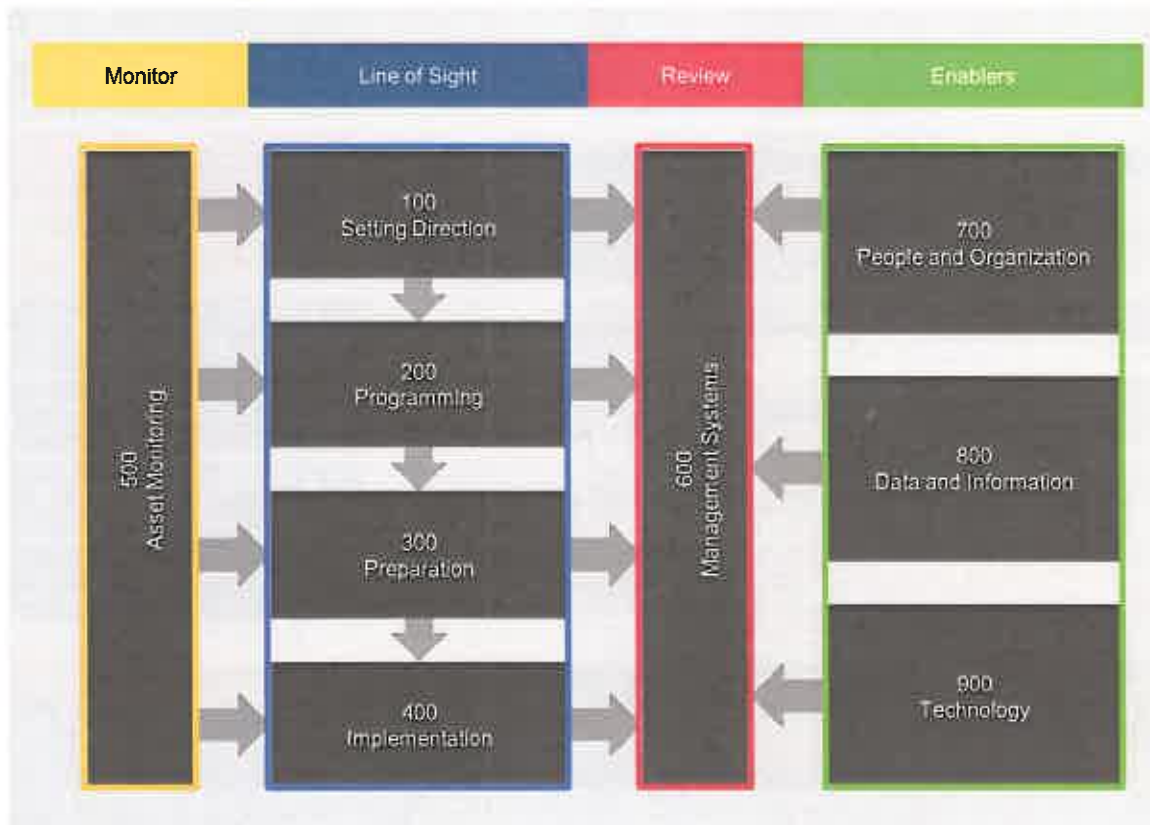 Monitor
Line of Sight
Review
Enablers
500
Asset Monitoring
100
Setting Direction
200
Programming
300
Preparation
400
Implementation
600
Management Systems
700
People and Organization
800
Data and Information
900
Technology